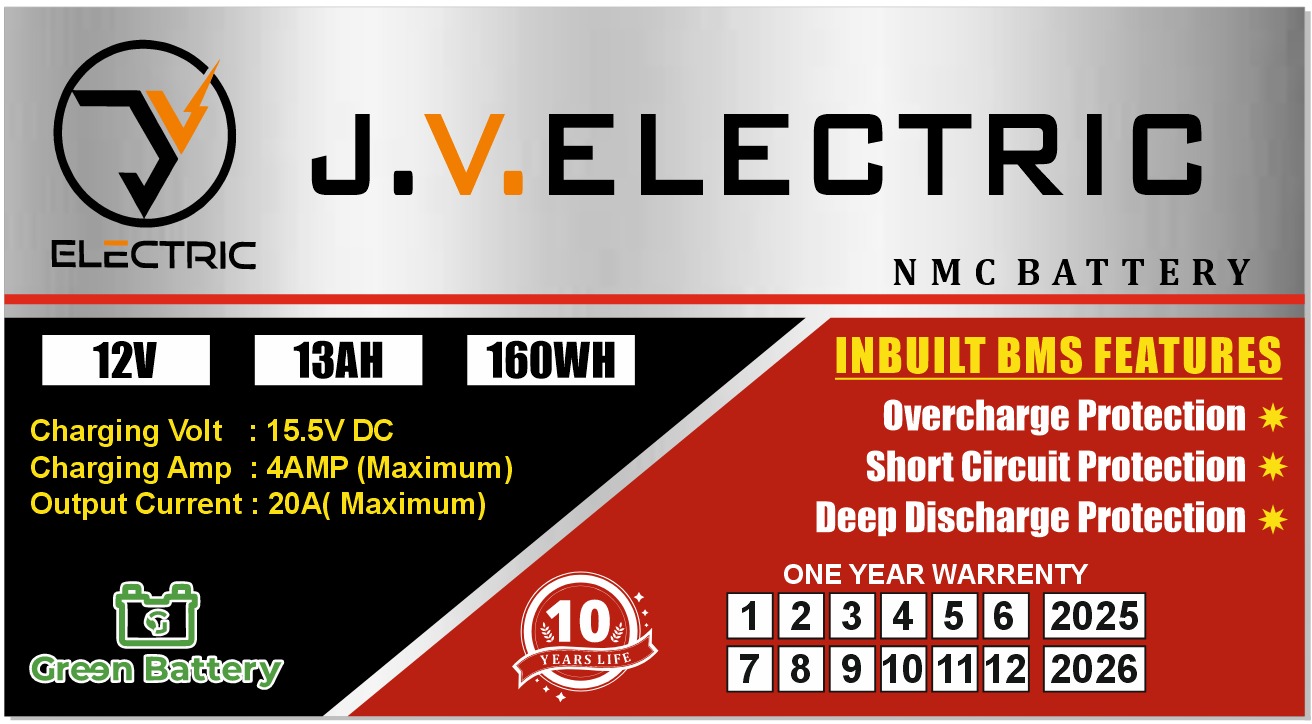 J.V.ELECTRIC
ELECTRIC
NMC BATTERY
12V 13AH 160WH
Charging Volt : 15.5V DC
Charging Amp : 4AMP (Maximum)
Output Current : 20A( Maximum)
Green Battery
INBUILT BMS FEATURES
Overcharge Protection
Short Circuit Protection
Deep Discharge Protection
10
YEARS LIFE
ONE YEAR WARRENTY
1 2 3 4 5 6 2025
7 8 9 10 11 12 2026